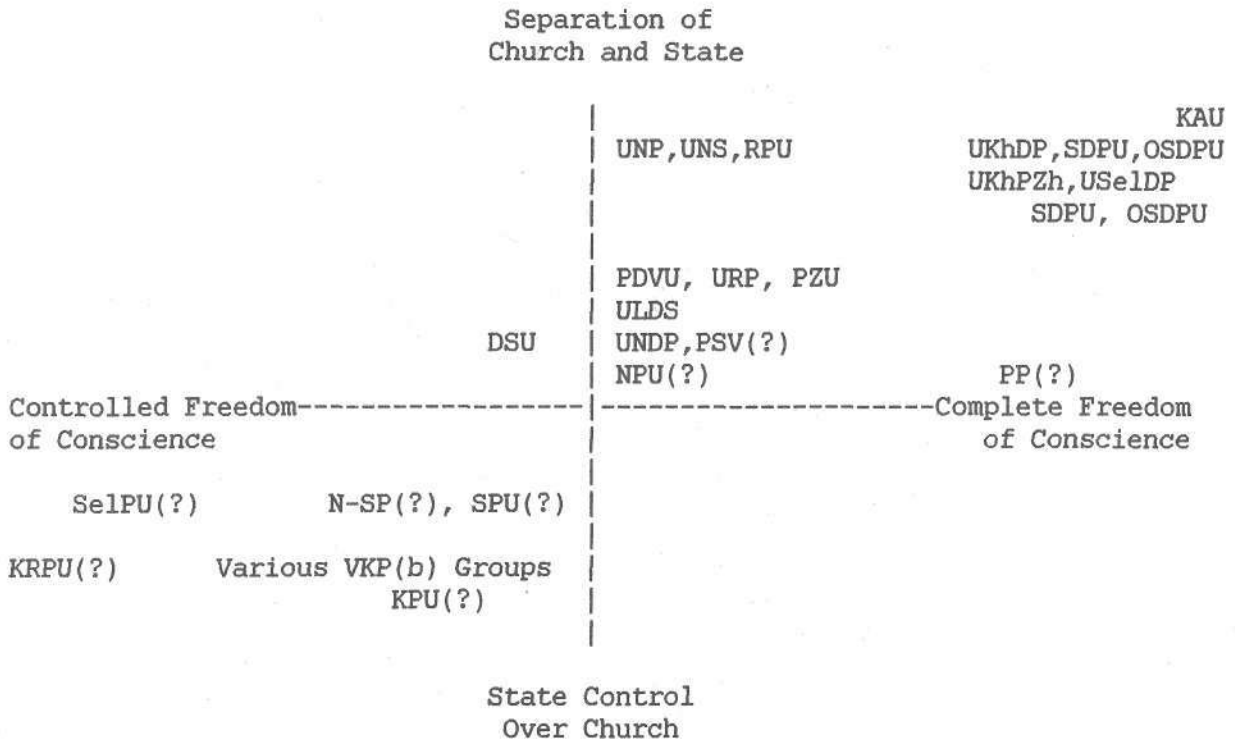 Separation of
Church and State
KAU
UNP,UNS,RPU UKhDP,SDPU,OSDPU
UKhPZh,USelDP
SDPU, OSDPU
PDVU, URP, PZU
ULDS
DSU UNDP,PSV(?)
NPU(?) PP(?)
Controlled Freedom Complete Freedom
of Conscience of Conscience
SelPU(?) N-SP(?), SPU(?)
KRPU(?) Various VKP(b) Groups
KPU(?)
State Control
Over Church